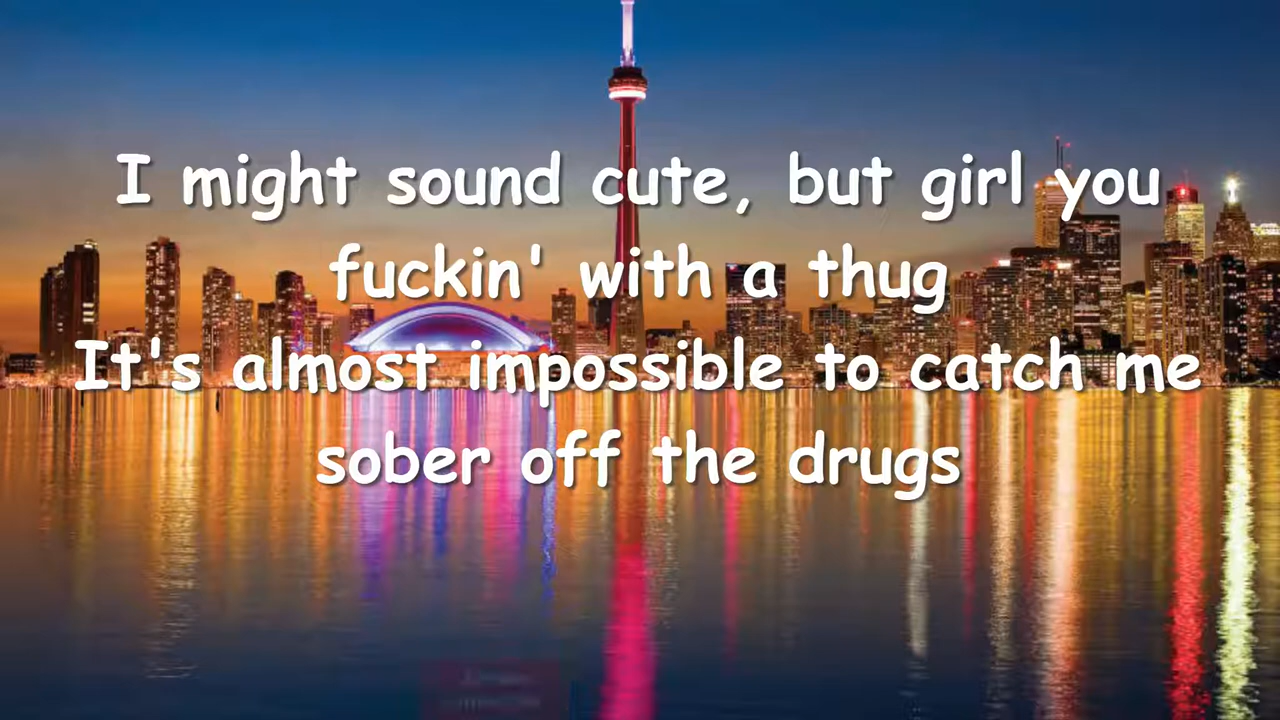 I might sound cute, but girl you
fuckin' with a thug
It's almost impossible to catch me
sober off the drugs